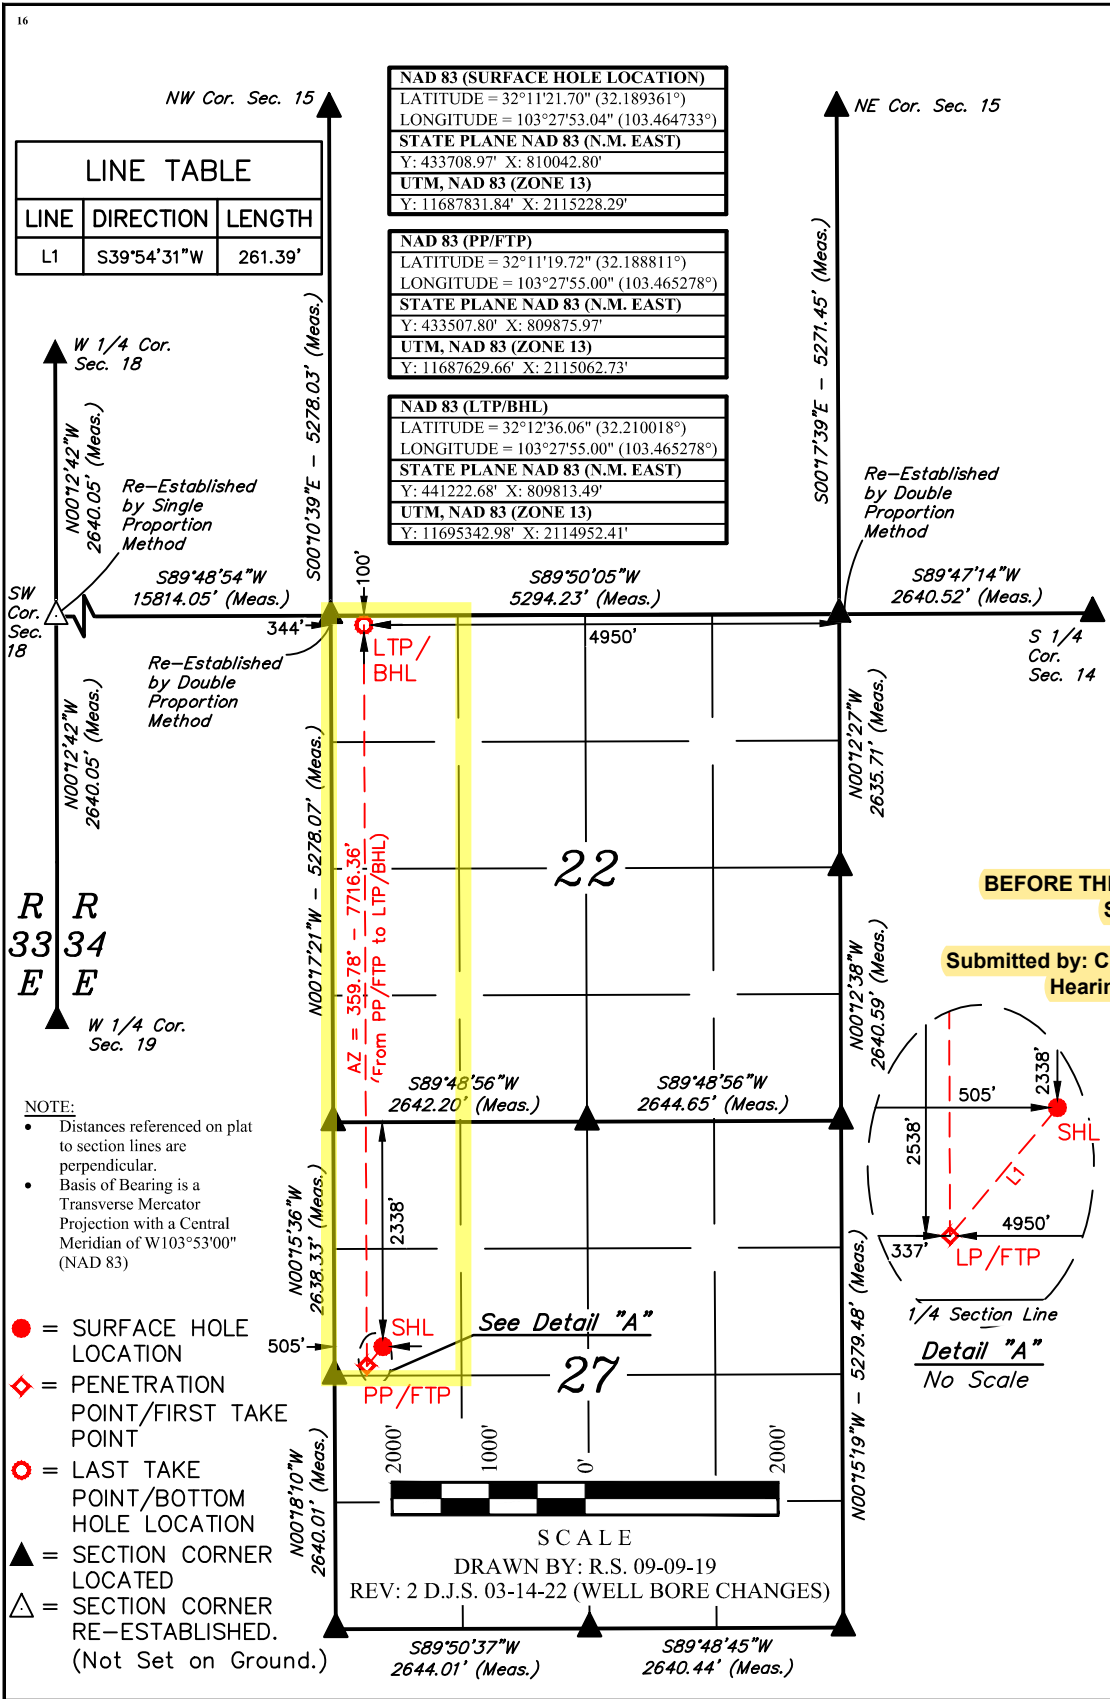 16
NW Cor. Sec. 15
NE Cor. Sec. 15
NAD 83 (SURFACE HOLE LOCATION)
LATITUDE = 32°11'21.70" (32.189361°)
LONGITUDE = 103°27'53.04" (103.464733°)
STATE PLANE NAD 83 (N.M. EAST)
Y: 433708.97' X: 810042.80'
UTM, NAD 83 (ZONE 13)
Y: 11687831.84' X: 2115228.29'
LINE TABLE
LINE DIRECTION LENGTH
L1 S39°54'31"W 261.39'
NAD 83 (PP/FTP)
LATITUDE = 32°11'19.72" (32.188811°)
LONGITUDE = 103°27'55.00" (103.465278°)
STATE PLANE NAD 83 (N.M. EAST)
Y: 433507.80' X: 809875.97'
UTM, NAD 83 (ZONE 13)
Y: 11687629.66' X: 2115062.73'
NAD 83 (LTP/BHL)
LATITUDE = 32°12'36.06" (32.210018°)
LONGITUDE = 103°27'55.00" (103.465278°)
STATE PLANE NAD 83 (N.M. EAST)
Y: 441222.68' X: 809813.49'
UTM, NAD 83 (ZONE 13)
Y: 11695342.98' X: 2114952.41'
S00°10'39"E - 5278.03' (Meas.)
S00°17'39"E - 5271.45' (Meas.)
W 1/4 Cor.
Sec. 18
N00°12'42"W
2640.05' (Meas.)
Re-Established
by Single
Proportion
Method
Re-Established
by Double
Proportion
Method
SW
Cor.
Sec.
18
S89°48'54"W
15814.05' (Meas.)
100'
S89°50'05"W
5294.23' (Meas.)
S89°47'14"W
2640.52' (Meas.)
344'
4950'
LTP/
BHL
S 1/4
Cor.
Sec. 14
Re-Established
by Double
Proportion
Method
N00°12'42"W
2640.05' (Meas.)
N00°17'21"W - 5278.07' (Meas.)
AZ = 359.78° - 7716.36'
(From PP/FTP to LTP/BHL)
22
N00°12'27"W
2635.71' (Meas.)
N00°12'38"W
2640.59' (Meas.)
R R
33 34
E E
W 1/4 Cor.
Sec. 19
BEFORE TH
S
Submitted by: C
Hearin
S89°48'56"W
2642.20' (Meas.)
S89°48'56"W
2644.65' (Meas.)
505'
2338'
SHL
2538'
L1
4950'
337'
LP/FTP
1/4 Section Line
Detail "A"
No Scale
NOTE:
• Distances referenced on plat
to section lines are
perpendicular.
• Basis of Bearing is a
Transverse Mercator
Projection with a Central
Meridian of W103°53'00"
(NAD 83)
N00°15'36"W
2638.33' (Meas.)
2338'
N00°15'19"W - 5279.48' (Meas.)
505'
SHL
See Detail "A"
PP/FTP
27
= SURFACE HOLE
LOCATION
= PENETRATION
POINT/FIRST TAKE
POINT
= LAST TAKE
POINT/BOTTOM
HOLE LOCATION
= SECTION CORNER
LOCATED
= SECTION CORNER
RE-ESTABLISHED.
(Not Set on Ground.)
N00°18'10"W
2640.01' (Meas.)
2000' 1000' 0' 2000'
SCALE
DRAWN BY: R.S. 09-09-19
REV: 2 D.J.S. 03-14-22 (WELL BORE CHANGES)
S89°50'37"W
2644.01' (Meas.)
S89°48'45"W
2640.44' (Meas.)